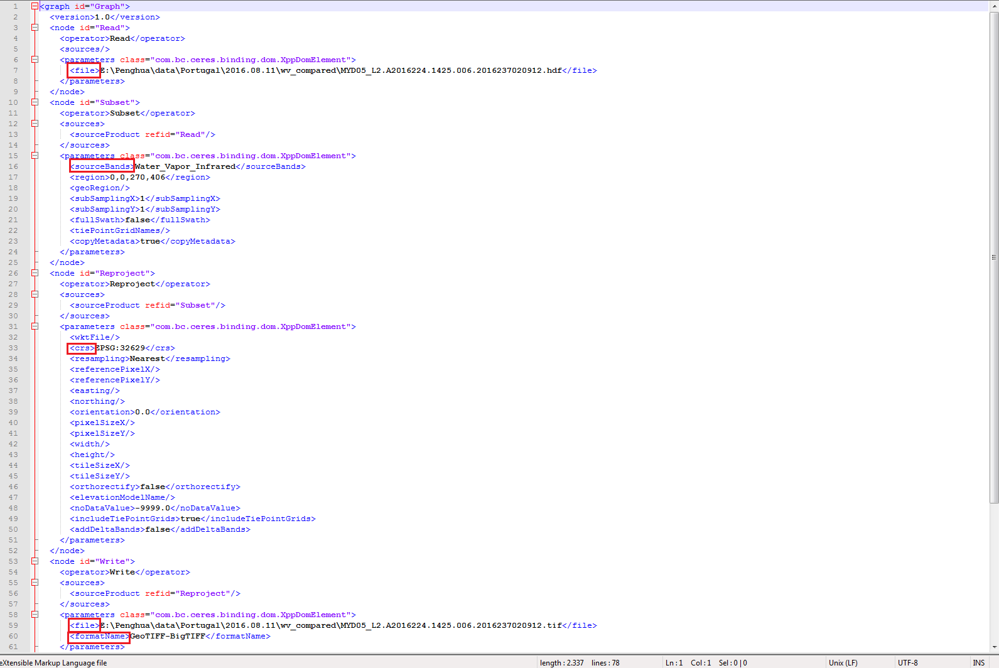 1 <graph id="Graph">
2 <version>1.0</version>
3 <node id="Read">
4 <operator>Read</operator>
5 <sources/>
6 <parameters class="com.bc.ceres.binding.dom.XppDomElement">
7 <file>E:\Penghua\data\Portugal\2016.08.11\wv_compared\MYD05_L2.A2016224.1425.006.2016237020912.hdf</file>
8 </parameters>
9 </node>
10 <node id="Subset">
11 <operator>Subset</operator>
12 <sources>
13 <sourceProduct refid="Read"/>
14 </sources>
15 <parameters class="com.bc.ceres.binding.dom.XppDomElement">
16 <sourceBands>Water_Vapor_Infrared</sourceBands>
17 <region>0,0,270,406</region>
18 <geoRegion/>
19 <subSamplingX>1</subSamplingX>
20 <subSamplingY>1</subSamplingY>
21 <fullSwath>false</fullSwath>
22 <tiePointGridNames/>
23 <copyMetadata>true</copyMetadata>
24 </parameters>
25 </node>
26 <node id="Reproject">
27 <operator>Reproject</operator>
28 <sources>
29 <sourceProduct refid="Subset"/>
30 </sources>
31 <parameters class="com.bc.ceres.binding.dom.XppDomElement">
32 <wktFile/>
33 <crs>EPSG:32629</crs>
34 <resampling>Nearest</resampling>
35 <referencePixelX/>
36 <referencePixelY/>
37 <easting/>
38 <northing/>
39 <orientation>0.0</orientation>
40 <pixelSizeX/>
41 <pixelSizeY/>
42 <width/>
43 <height/>
44 <tileSizeX/>
45 <tileSizeY/>
46 <orthorectify>false</orthorectify>
47 <elevationModelName/>
48 <noDataValue>-9999.0</noDataValue>
49 <includeTiePointGrids>true</includeTiePointGrids>
50 <addDeltaBands>false</addDeltaBands>
51 </parameters>
52 </node>
53 <node id="Write">
54 <operator>Write</operator>
55 <sources>
56 <sourceProduct refid="Reproject"/>
57 </sources>
58 <parameters class="com.bc.ceres.binding.dom.XppDomElement">
59 <file>E:\Penghua\data\Portugal\2016.08.11\wv_compared\MYD05_L2.A2016224.1425.006.2016237020912.tif</file>
60 <formatName>GeoTIFF-BigTIFF</formatName>
61 </parameters>
eXtensible Markup Language file length : 2.337 lines : 78 Ln : 1 Col : 1 Sel : 0 | 0 Unix (LF) UTF-8 INS